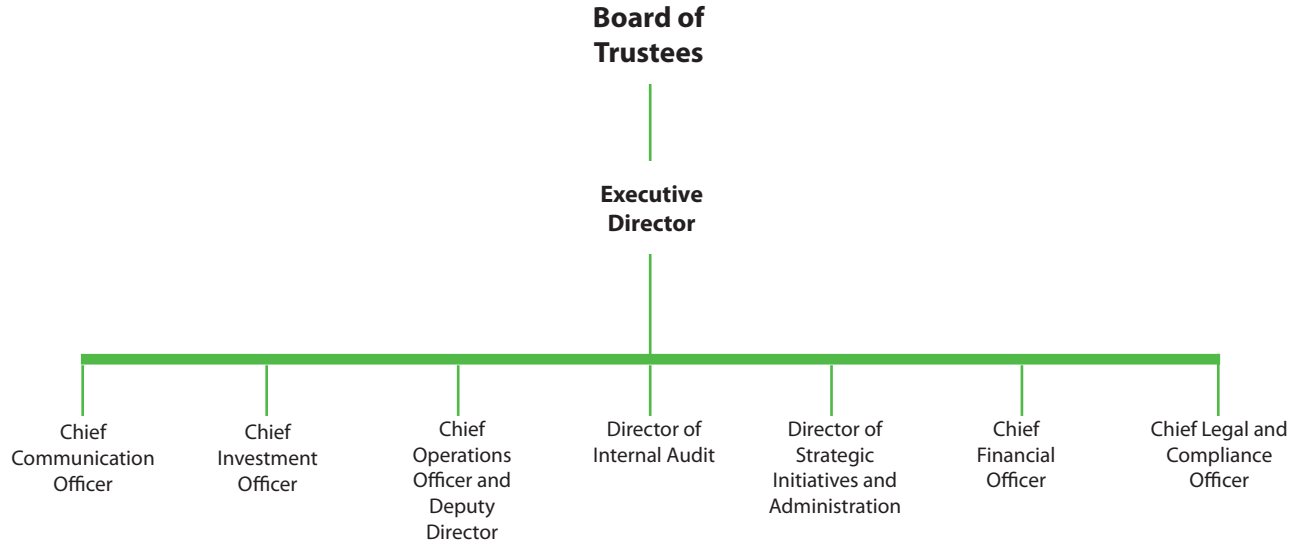 Board of
Trustees
Executive
Director
Chief
Communication
Officer
Chief
Investment
Officer
Chief
Operations
Officer and
Deputy
Director
Director of
Internal Audit
Director of
Strategic
Initiatives and
Administration
Chief
Financial
Officer
Chief Legal and
Compliance
Officer